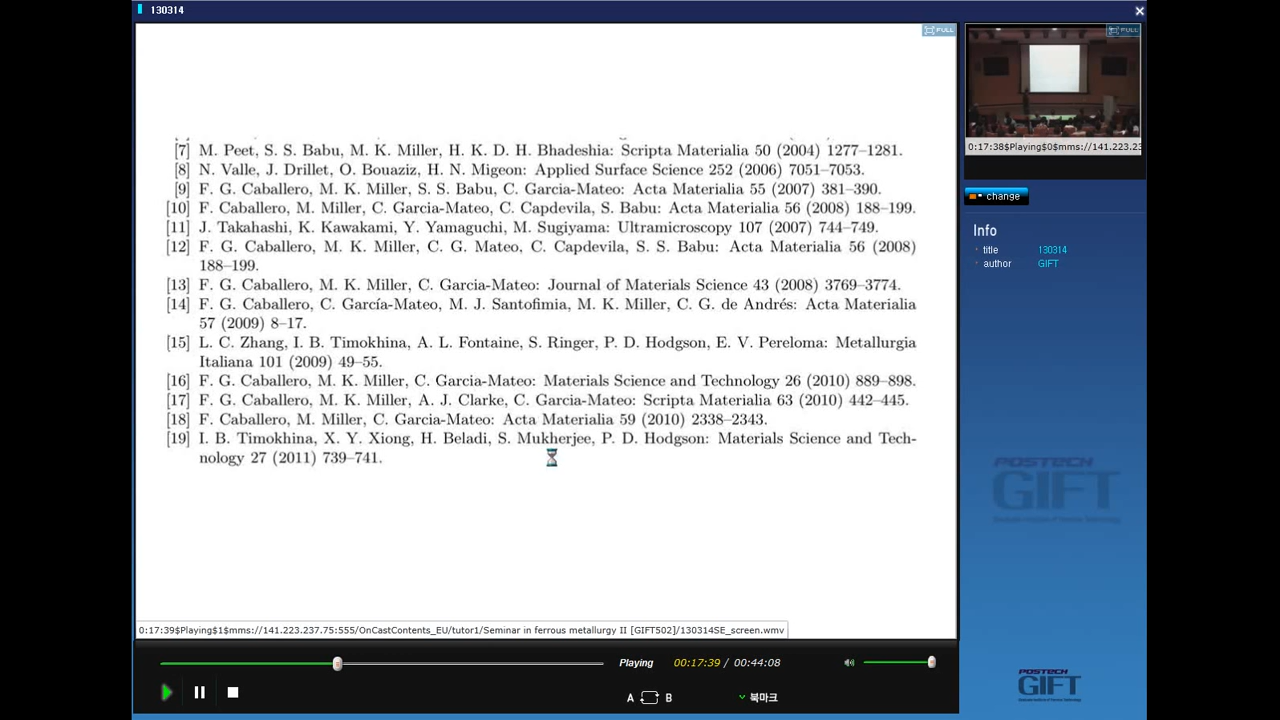 130314
FULL
FULL
[7] M. Peet, S. S. Babu, M. K. Miller, H. K. D. H. Bhadeshia: Scripta Materialia 50 (2004) 1277–1281.
[8] N. Valle, J. Drillet, O. Bouaziz, H. N. Migeon: Applied Surface Science 252 (2006) 7051–7053.
[9] F. G. Caballero, M. K. Miller, S. S. Babu, C. Garcia-Mateo: Acta Materialia 55 (2007) 381–390.
[10] F. Caballero, M. Miller, C. Garcia-Mateo, C. Capdevila, S. Babu: Acta Materialia 56 (2008) 188–199.
[11] J. Takahashi, K. Kawakami, Y. Yamaguchi, M. Sugiyama: Ultramicroscopy 107 (2007) 744–749.
[12] F. G. Caballero, M. K. Miller, C. G. Mateo, C. Capdevila, S. S. Babu: Acta Materialia 56 (2008)
188–199.
[13] F. G. Caballero, M. K. Miller, C. Garcia-Mateo: Journal of Materials Science 43 (2008) 3769–3774.
[14] F. G. Caballero, C. García-Mateo, M. J. Santofimia, M. K. Miller, C. G. de Andrés: Acta Materialia
57 (2009) 8–17.
[15] L. C. Zhang, I. B. Timokhina, A. L. Fontaine, S. Ringer, P. D. Hodgson, E. V. Pereloma: Metallurgia
Italiana 101 (2009) 49–55.
[16] F. G. Caballero, M. K. Miller, C. Garcia-Mateo: Materials Science and Technology 26 (2010) 889–898.
[17] F. G. Caballero, M. K. Miller, A. J. Clarke, C. Garcia-Mateo: Scripta Materialia 63 (2010) 442–445.
[18] F. Caballero, M. Miller, C. Garcia-Mateo: Acta Materialia 59 (2010) 2338–2343.
[19] I. B. Timokhina, X. Y. Xiong, H. Beladi, S. Mukherjee, P. D. Hodgson: Materials Science and Tech-
nology 27 (2011) 739–741.
0:17:39$Playing$1$mms://141.223.237.75:555/OnCastContents_EU/tutor1/Seminar in ferrous metallurgy II [GIFT502]/130314SE_screen.wmv
Playing 00:17:39 / 00:44:08
A B 북마크
0:17:38$Playing$0$mms://141.223.23
change
Info
title 130314
author GIFT
POSTECH
GIFT
POSTECH
GIFT